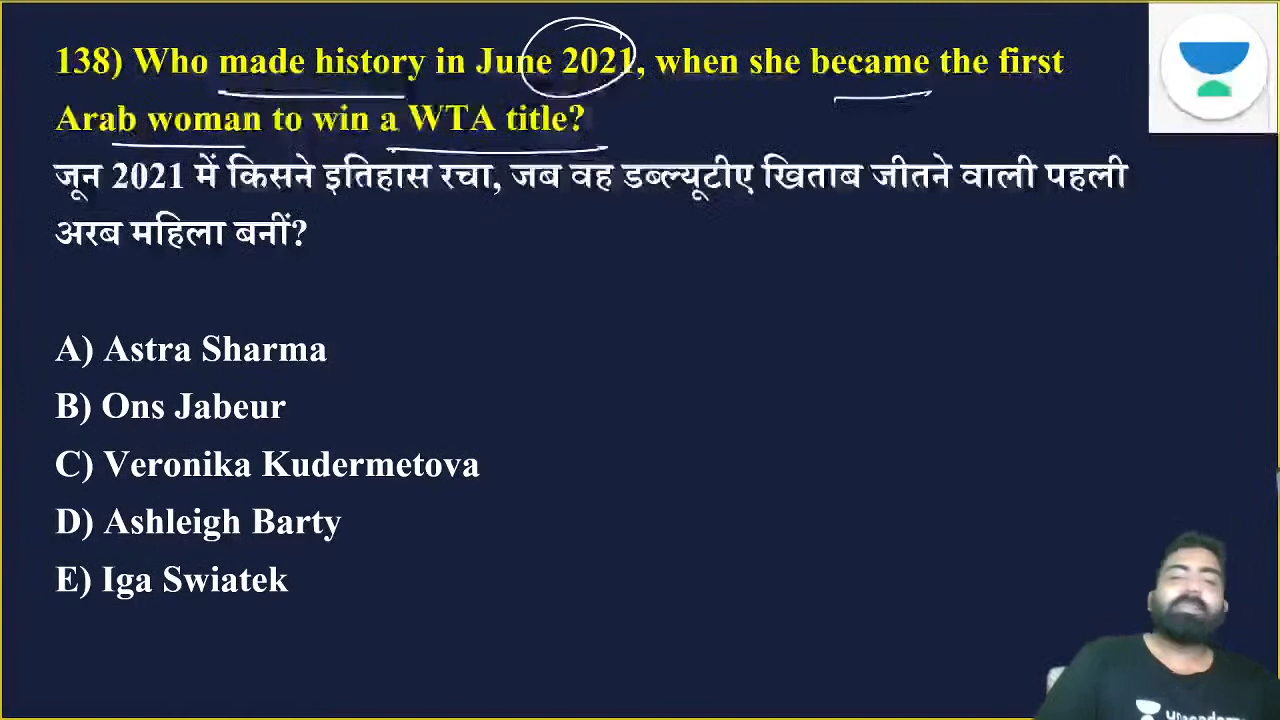 138) Who made history in June 2021, when she became the first
Arab woman to win a WTA title?
जून 2021 में किसने इतिहास रचा, जब वह डब्ल्यूटीए खिताब जीतने वाली पहली
अरब महिला बनीं?
A) Astra Sharma
B) Ons Jabeur
C) Veronika Kudermetova
D) Ashleigh Barty
E) Iga Swiatek